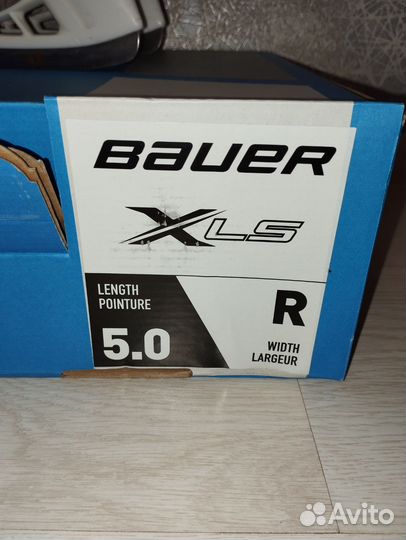 BAUER
XLS
LENGTH
POINTURE
5.0
R
WIDTH
LARGEUR
Avito